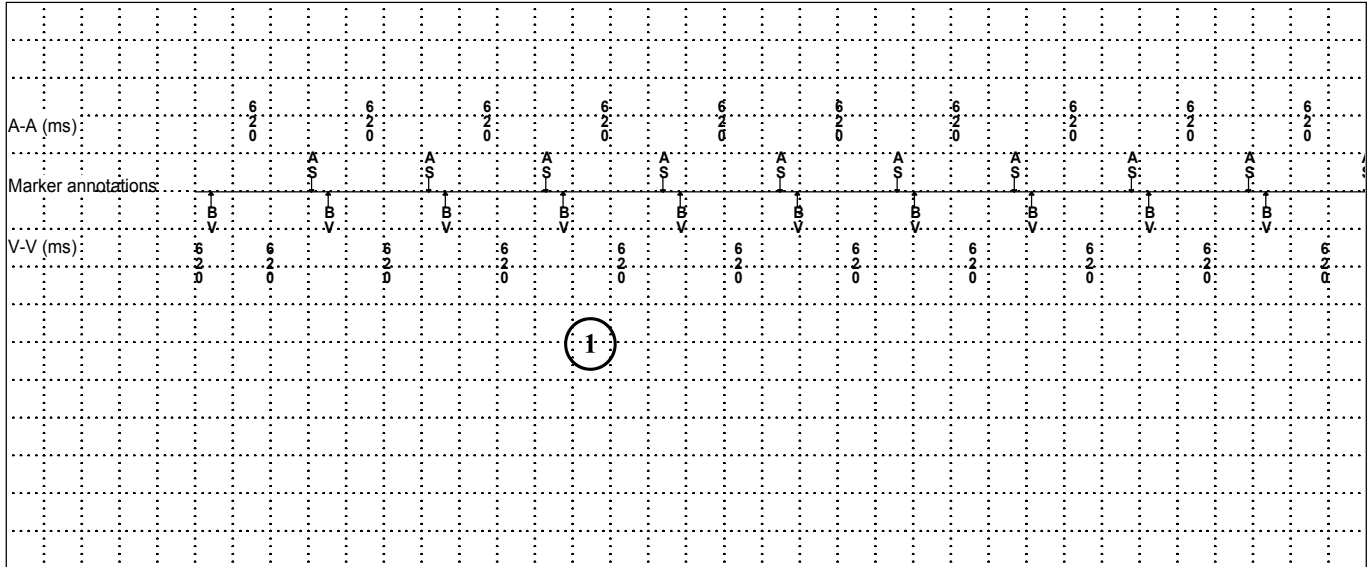 620 620 620 620 620 620 620 620 620 620
A-A (ms)
AS AS AS AS AS AS AS AS AS AS
Marker annotations
BV BV BV BV BV BV BV BV BV BV
V-V (ms)
620 620 620 620 620 620 620 620 620 620 620
1